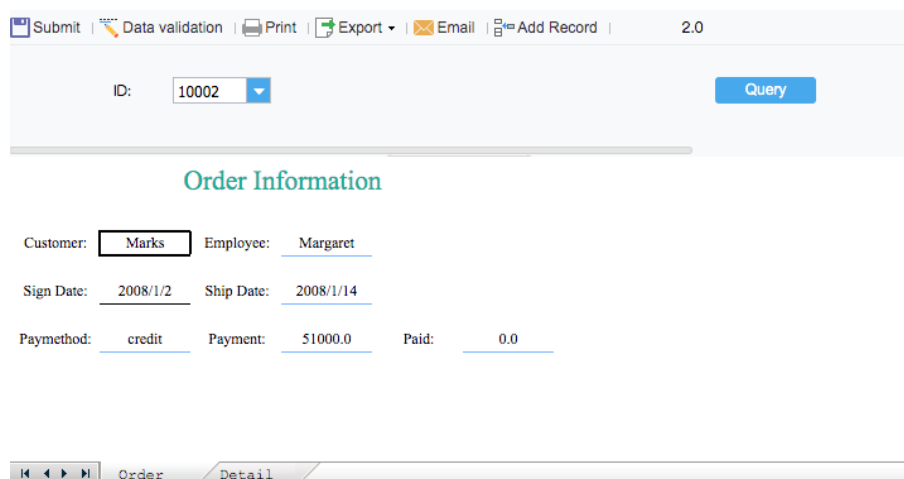 Submit Data validation Print Export Email Add Record 2.0
ID: 10002 Query
Order Information
Customer: Marks Employee: Margaret
Sign Date: 2008/1/2 Ship Date: 2008/1/14
Paymethod: credit Payment: 51000.0 Paid: 0.0
Order Detail